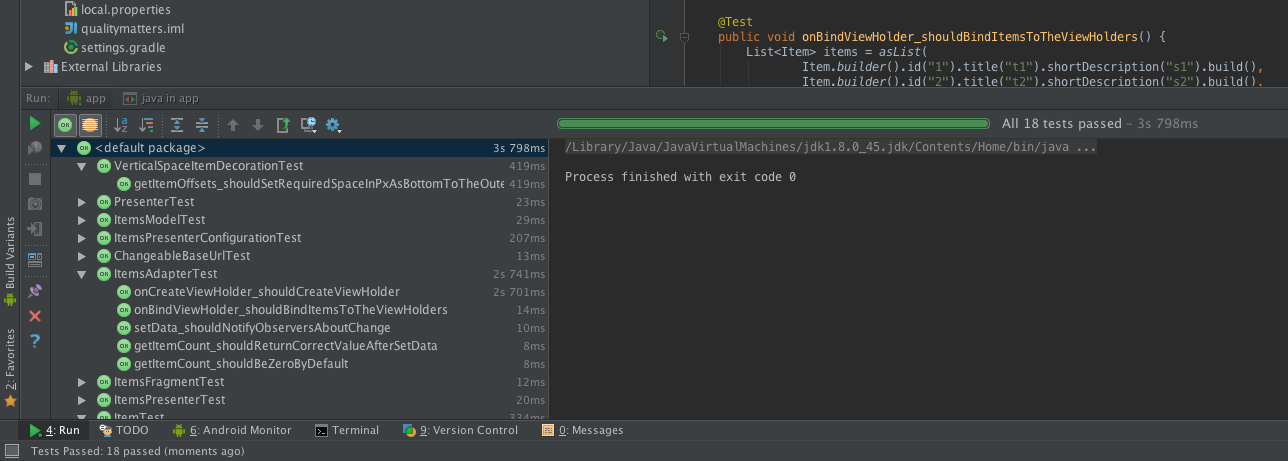 local.properties
qualitymatters.iml
settings.gradle
External Libraries
@Test
public void onBindViewHolder_shouldBindItemsToTheViewHolders() {
List<Item> items = asList(
Item.builder().id("1").title("t1").shortDescription("s1").build(),
Item.builder().id("2").title("t2").shortDescription("s2").build(),
Run: app java in app
All 18 tests passed – 3s 798ms
<default package> 3s 798ms
VerticalSpaceItemDecorationTest 419ms
getItemOffsets_shouldSetRequiredSpaceInPxAsBottomToTheOute 419ms
PresenterTest 23ms
ItemsModelTest 29ms
ItemsPresenterConfigurationTest 207ms
ChangeableBaseUrlTest 13ms
ItemsAdapterTest 2s 741ms
onCreateViewHolder_shouldCreateViewHolder 2s 701ms
onBindViewHolder_shouldBindItemsToTheViewHolders 14ms
setData_shouldNotifyObserversAboutChange 10ms
getItemCount_shouldReturnCorrectValueAfterSetData 8ms
getItemCount_shouldBeZeroByDefault 8ms
ItemsFragmentTest 12ms
ItemsPresenterTest 20ms
ItemTest 334ms
/Library/Java/JavaVirtualMachines/jdk1.8.0_45.jdk/Contents/Home/bin/java ...
Process finished with exit code 0
Build Variants
2: Favorites
4: Run TODO 6: Android Monitor Terminal 9: Version Control 0: Messages
Tests Passed: 18 passed (moments ago)